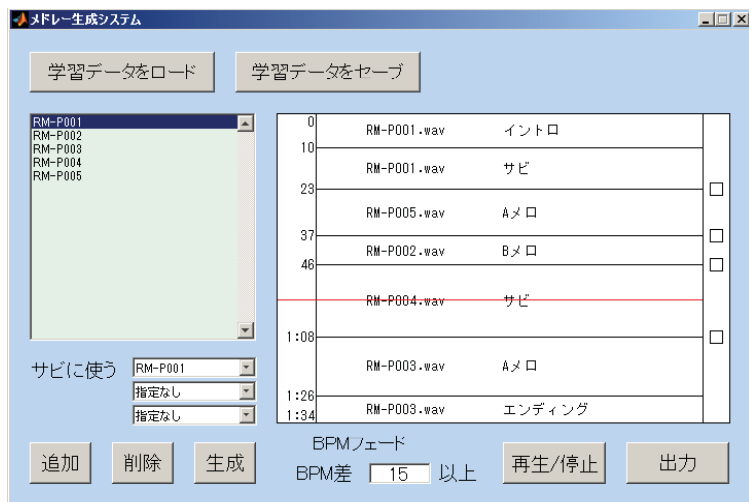 メドレー生成システム
学習データをロード 学習データをセーブ
RM-P001
RM-P002
RM-P003
RM-P004
RM-P005
0
RM-P001.wav イントロ
10
RM-P001.wav サビ
23
RM-P005.wav Aメロ
37
RM-P002.wav Bメロ
46
RM-P004.wav サビ
1:08
RM-P003.wav Aメロ
1:26
RM-P003.wav エンディング
1:34
サビに使う RM-P001
指定なし
指定なし
追加 削除 生成
BPMフェード
BPM差 15 以上
再生/停止 出力